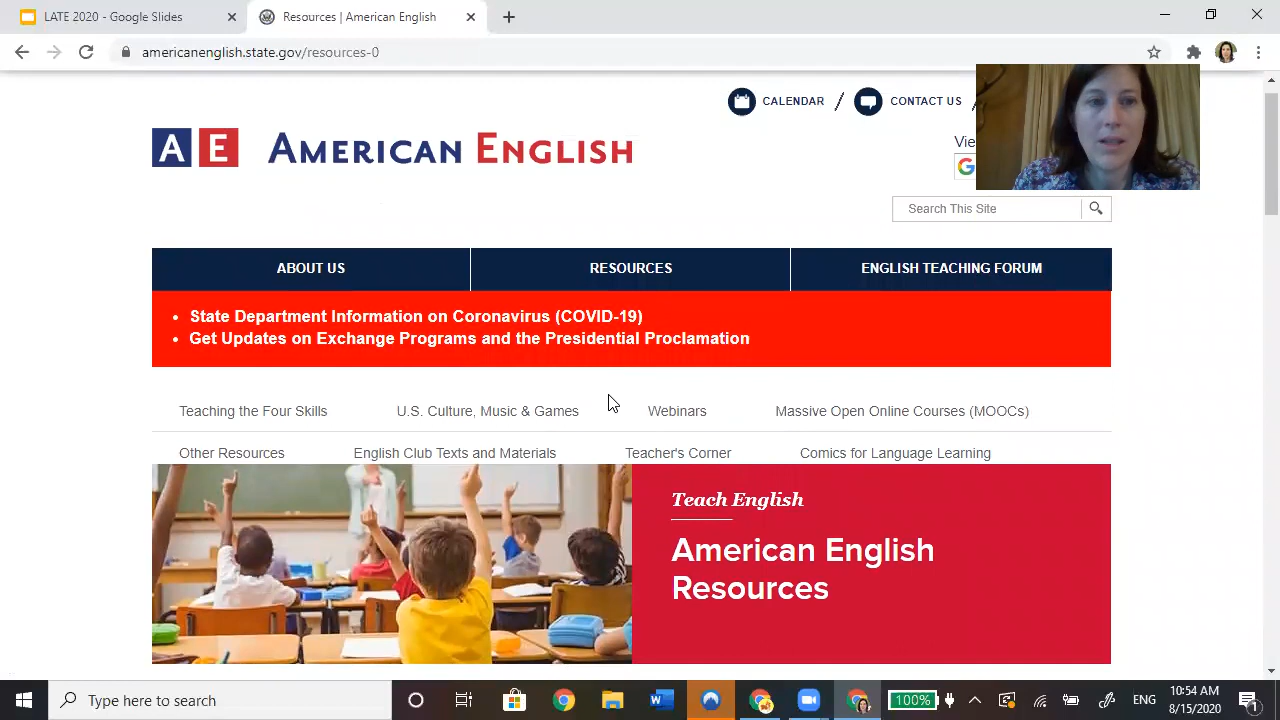 LATE 2020 - Google Slides
Resources | American English
americanenglish.state.gov/resources-0
CALENDAR / CONTACT US /
AE AMERICAN ENGLISH
Vie
G
Search This Site
ABOUT US
RESOURCES
ENGLISH TEACHING FORUM
• State Department Information on Coronavirus (COVID-19)
• Get Updates on Exchange Programs and the Presidential Proclamation
Teaching the Four Skills
U.S. Culture, Music & Games
Webinars
Massive Open Online Courses (MOOCs)
Other Resources
English Club Texts and Materials
Teacher's Corner
Comics for Language Learning
Teach English
American English
Resources
Type here to search
100%
ENG
10:54 AM
8/15/2020
1